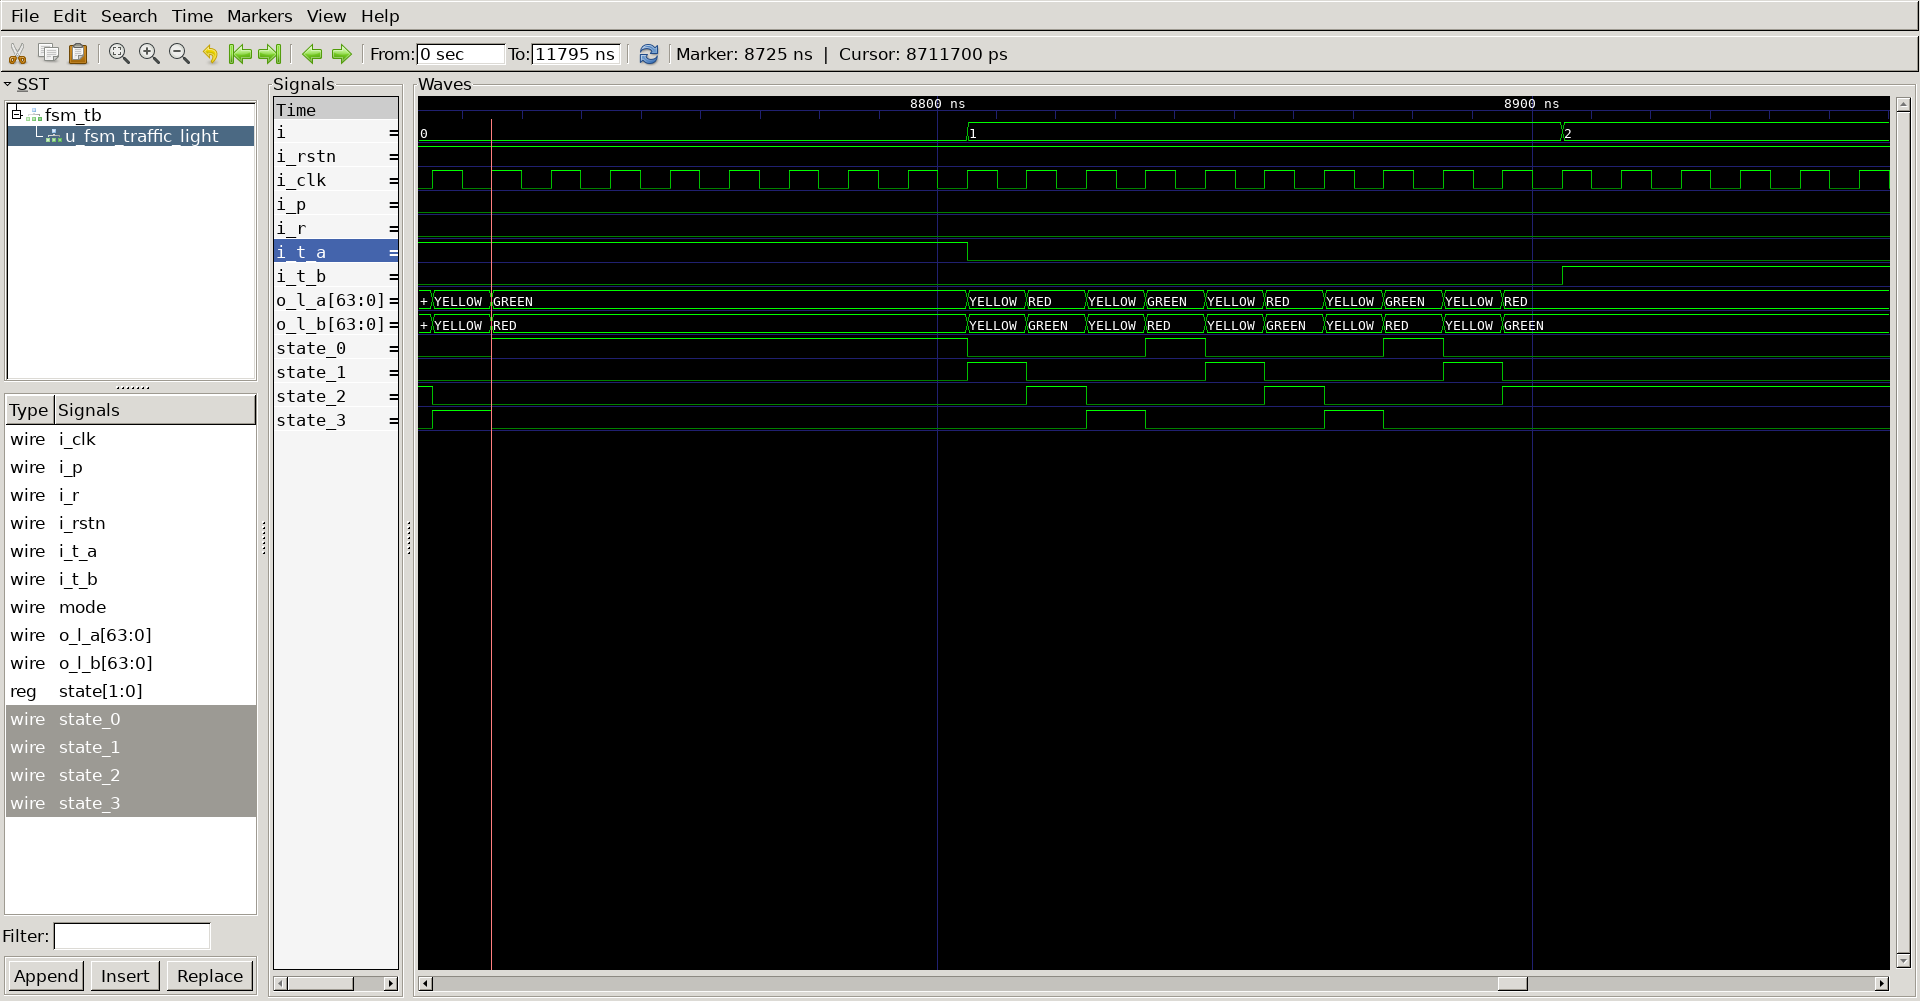 File Edit Search Time Markers View Help
From: 0 sec To: 11795 ns Marker: 8725 ns | Cursor: 8711700 ps
SST
fsm_tb
u_fsm_traffic_light
Type Signals
wire i_clk
wire i_p
wire i_r
wire i_rstn
wire i_t_a
wire i_t_b
wire mode
wire o_l_a[63:0]
wire o_l_b[63:0]
reg state[1:0]
wire state_0
wire state_1
wire state_2
wire state_3
Filter:
Append Insert Replace
Signals
Time
i =
i_rstn =
i_clk =
i_p =
i_r =
i_t_a =
i_t_b =
o_l_a[63:0] =
o_l_b[63:0] =
state_0 =
state_1 =
state_2 =
state_3 =
Waves
8800 ns 8900 ns
0 1 2
+ YELLOW GREEN YELLOW RED YELLOW GREEN YELLOW RED YELLOW GREEN YELLOW RED
+ YELLOW RED YELLOW GREEN YELLOW RED YELLOW GREEN YELLOW RED YELLOW GREEN